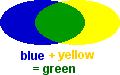 blue + yellow
= green